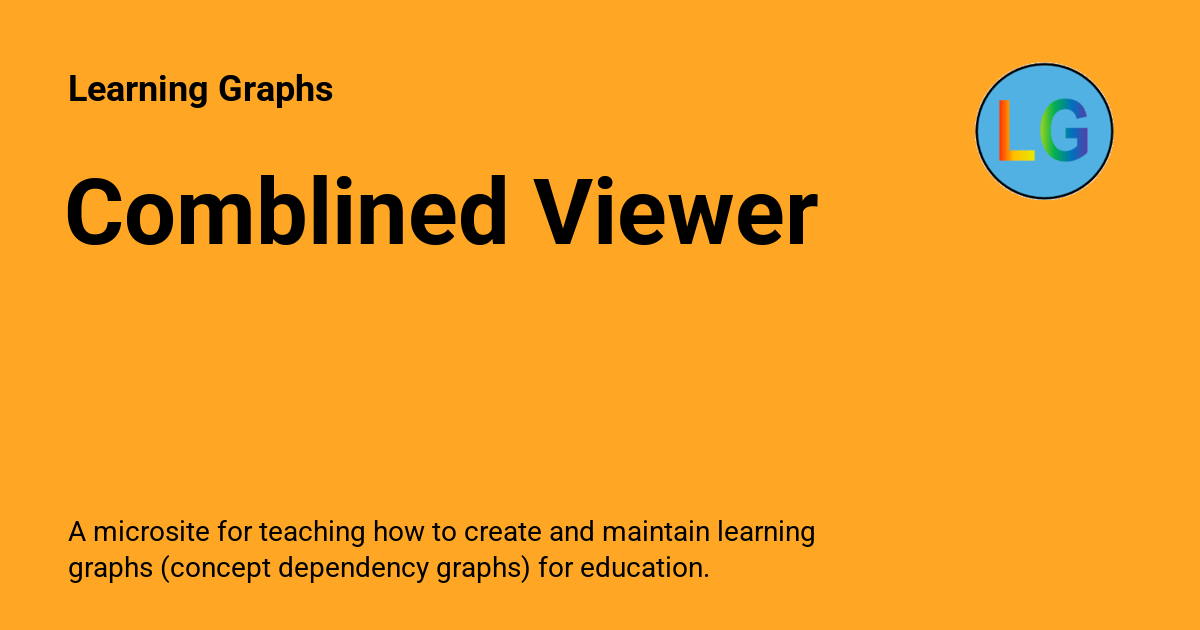 Learning Graphs
LG
Comblined Viewer
A microsite for teaching how to create and maintain learning
graphs (concept dependency graphs) for education.